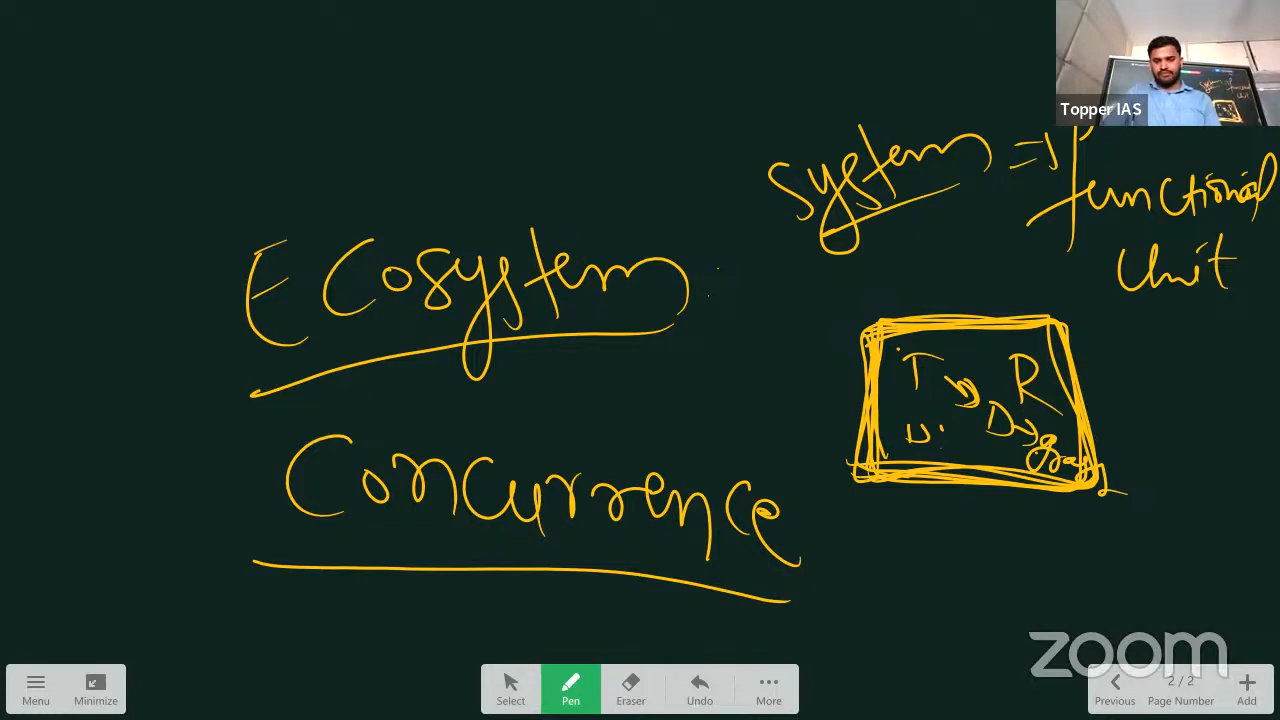 Topper IAS
System =>
functional
Unit
Ecosystem
T R
D→grass
Concurrence
zoom
Menu Minimize Select Pen Eraser Undo More Previous 2 / 2 Page Number Add